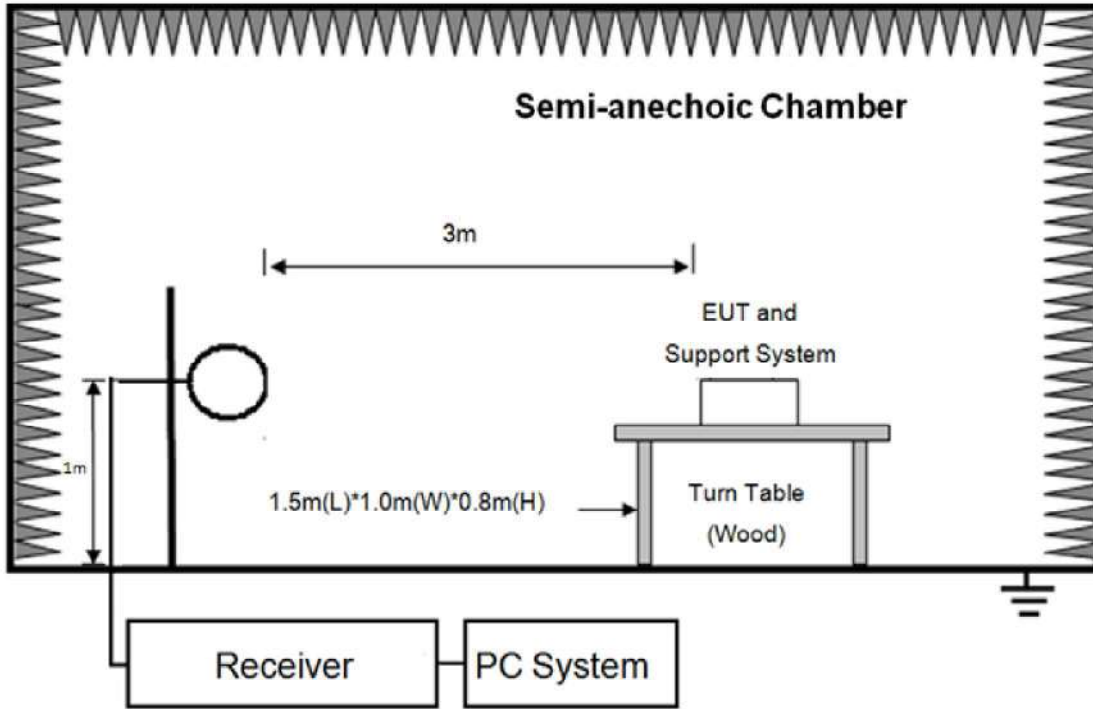 Semi-anechoic Chamber
3m
EUT and
Support System
1m
1.5m(L)*1.0m(W)*0.8m(H)
Turn Table
(Wood)
Receiver
PC System